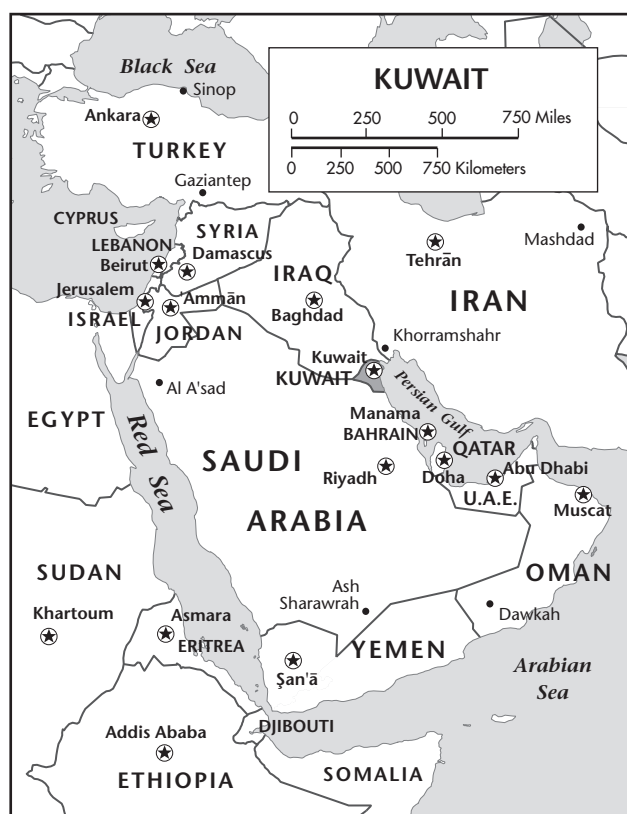 KUWAIT
0 250 500 750 Miles
0 250 500 750 Kilometers
Black Sea
Sinop
Ankara
TURKEY
Gaziantep
CYPRUS
SYRIA
LEBANON
Beirut
Damascus
Jerusalem
'Ammān
ISRAEL
JORDAN
IRAQ
Baghdad
Tehrān
Mashdad
IRAN
Khorramshahr
Kuwait
KUWAIT
Al A'sad
EGYPT
Red Sea
Persian Gulf
Manama
BAHRAIN
QATAR
Doha
Abu Dhabi
U.A.E.
Muscat
SAUDI
Riyadh
ARABIA
OMAN
SUDAN
Khartoum
Asmara
ERITREA
Ash
Sharawrah
Dawkah
YEMEN
Şan'ā
Arabian
Sea
DJIBOUTI
Addis Ababa
ETHIOPIA
SOMALIA